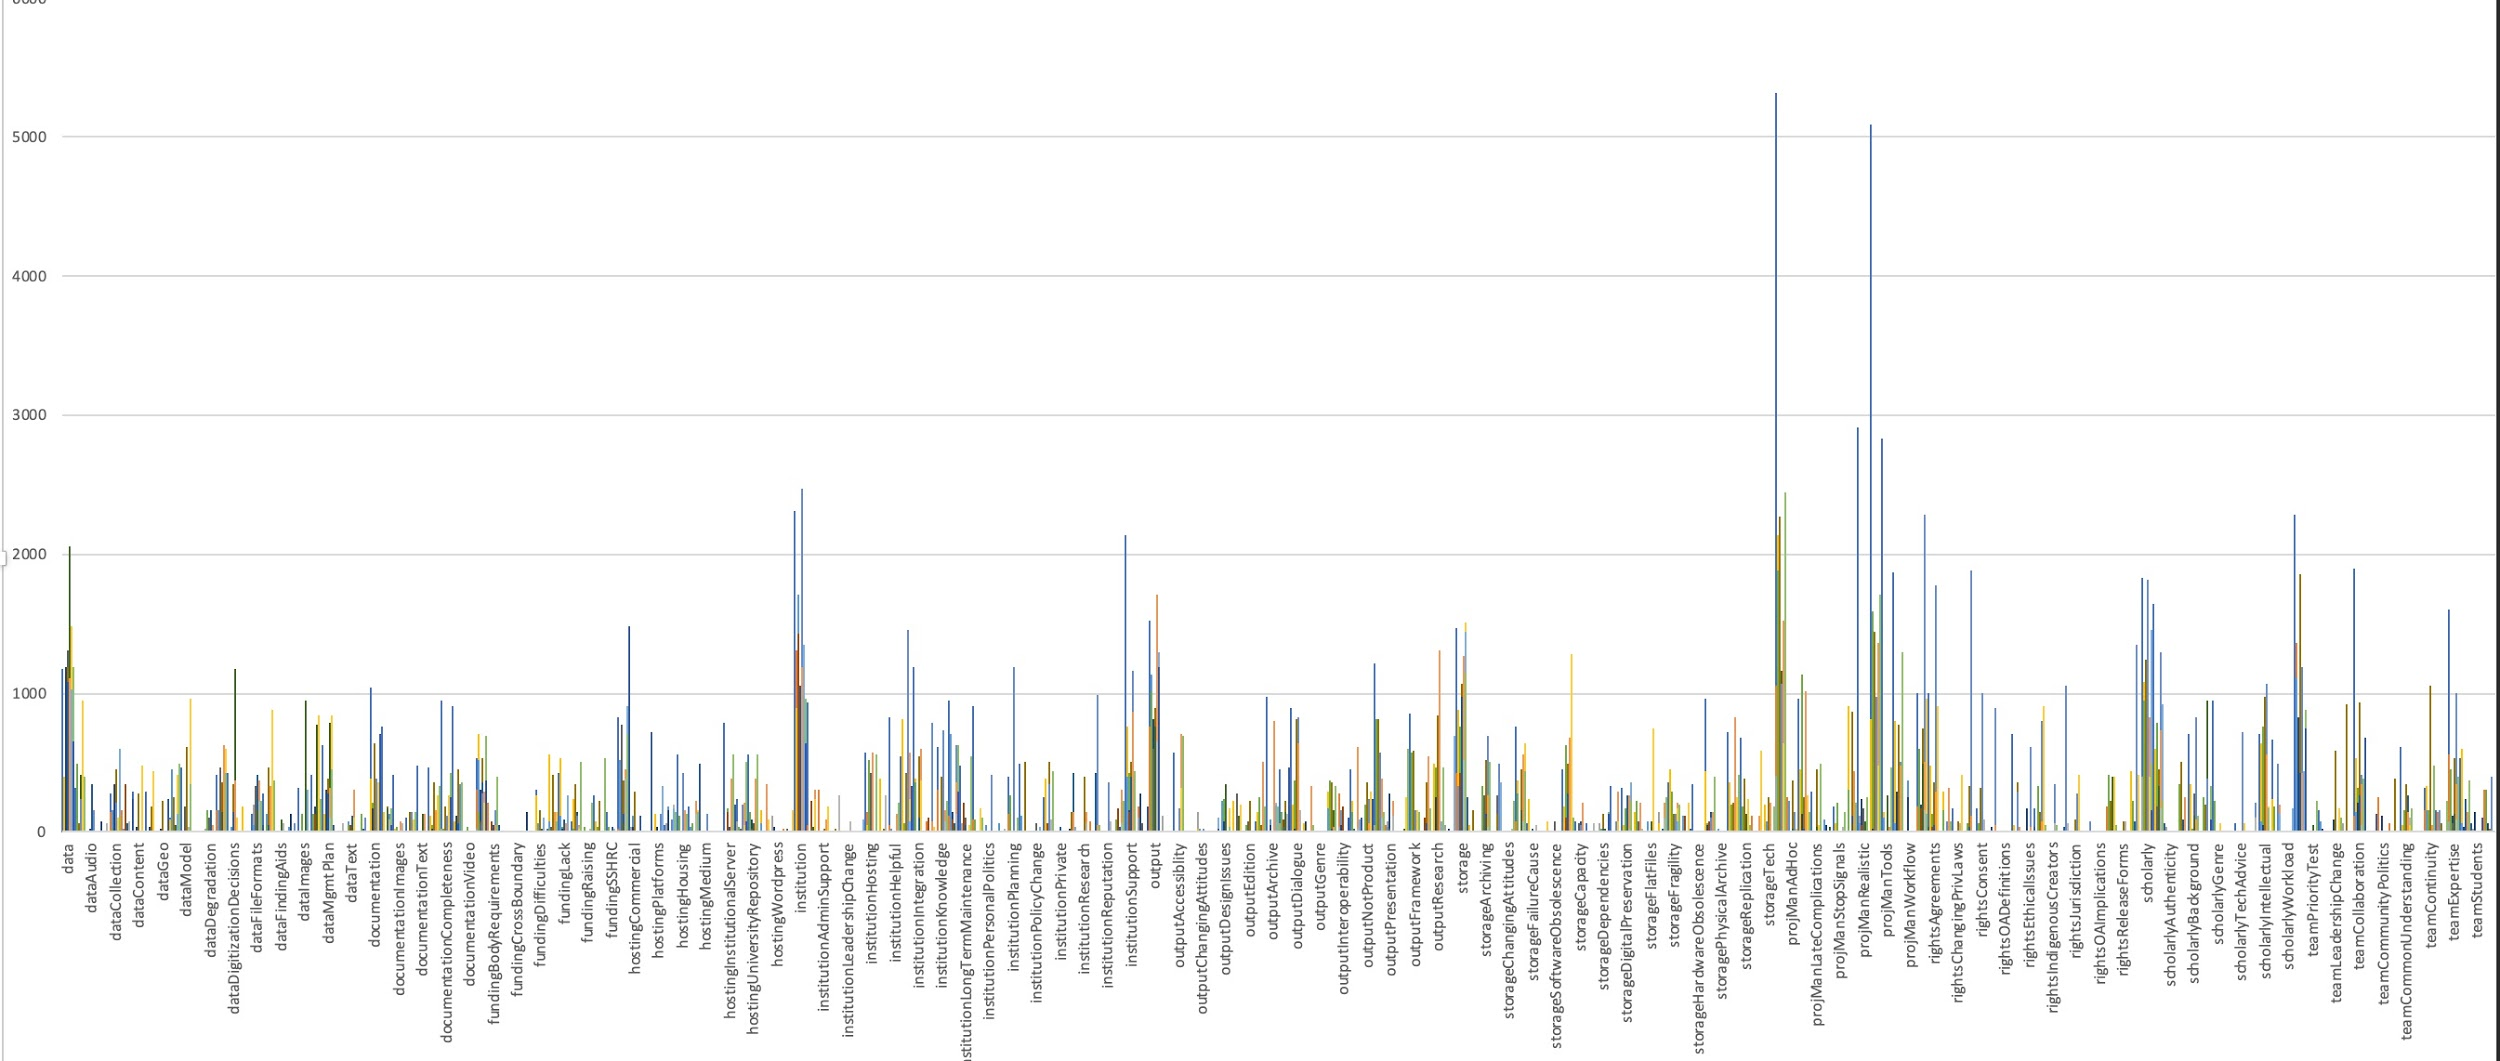 5000
4000
3000
2000
1000
0
data
dataAudio
dataCollection
dataContent
dataGeo
dataModel
dataDegradation
dataDigitizationDecisions
dataFileFormats
dataFindingAids
dataImages
dataMgmtPlan
dataText
documentation
documentationImages
documentationText
documentationCompleteness
documentationVideo
fundingBodyRequirements
fundingCrossBoundary
fundingDifficulties
fundingLack
fundingRaising
fundingSSHRC
hostingCommercial
hostingPlatforms
hostingHousing
hostingMedium
hostingInstitutionalServer
hostingUniversityRepository
hostingWordpress
institution
institutionAdminSupport
institutionLeadershipChange
institutionHosting
institutionHelpful
institutionIntegration
institutionKnowledge
nstitutionLongTermMaintenance
institutionPersonalPolitics
institutionPlanning
institutionPolicyChange
institutionPrivate
institutionResearch
institutionReputation
institutionSupport
output
outputAccessiblity
outputChangingAttitudes
outputDesignIssues
outputEdition
outputArchive
outputDialogue
outputGenre
outputInteroperability
outputNotProduct
outputPresentation
outputFramework
outputResearch
storage
storageArchiving
storageChangingAttitudes
storageFailureCause
storageSoftwareObsolescence
storageCapacity
storageDependencies
storageDigitalPreservation
storageFlatFiles
storageFragility
storageHardwareObsolescence
storagePhysicalArchive
storageReplication
storageTech
projManAdHoc
projManLateComplications
projManStopSignals
projManRealistic
projManTools
projManWorkflow
rightsAgreements
rightsChangingPrivLaws
rightsConsent
rightsOADefinitions
rightsEthicalIssues
rightsIndigenousCreators
rightsJurisdiction
rightsOAImplications
rightsReleaseForms
scholarly
scholarlyAuthenticity
scholarlyBackground
scholarlyGenre
scholarlyTechAdvice
scholarlyIntellectual
scholarlyWorkload
teamPriorityTest
teamLeadershipChange
teamCollaboration
teamCommunityPolitics
teamCommonUnderstanding
teamContinuity
teamExpertise
teamStudents